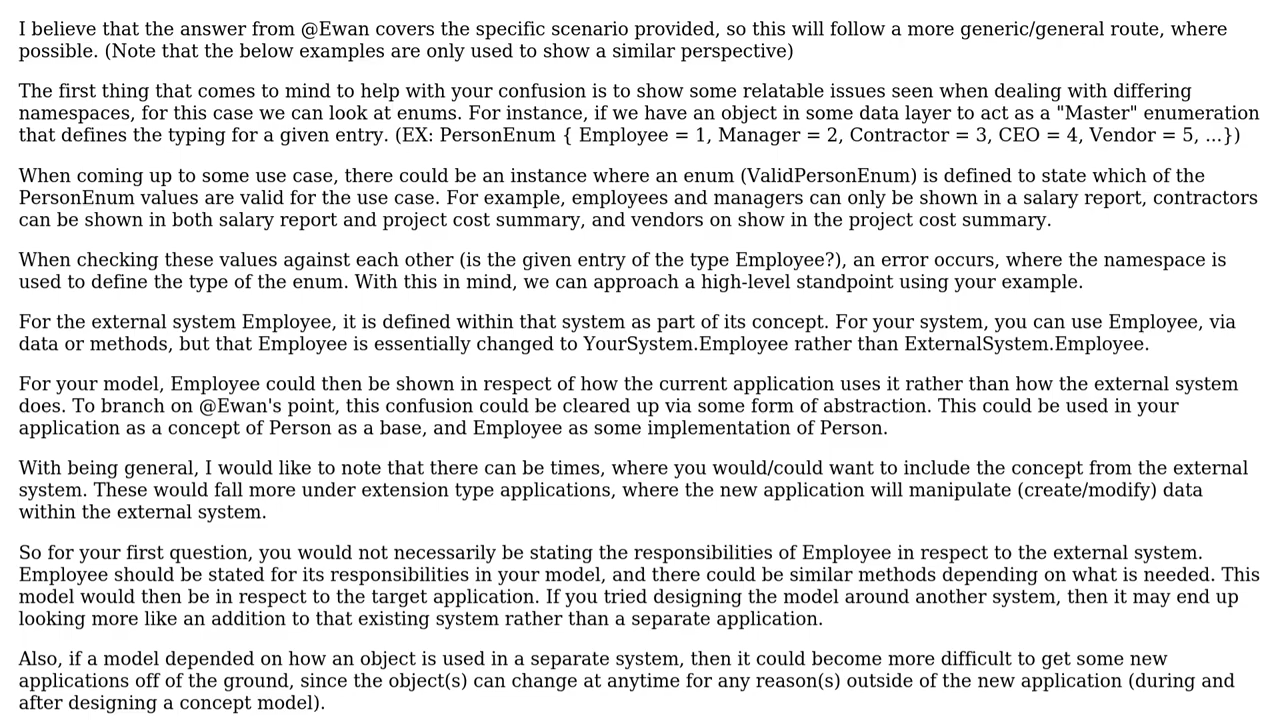 I believe that the answer from @Ewan covers the specific scenario provided, so this will follow a more generic/general route, where
possible. (Note that the below examples are only used to show a similar perspective)
The first thing that comes to mind to help with your confusion is to show some relatable issues seen when dealing with differing
namespaces, for this case we can look at enums. For instance, if we have an object in some data layer to act as a "Master" enumeration
that defines the typing for a given entry. (EX: PersonEnum { Employee = 1, Manager = 2, Contractor = 3, CEO = 4, Vendor = 5, ...})
When coming up to some use case, there could be an instance where an enum (ValidPersonEnum) is defined to state which of the
PersonEnum values are valid for the use case. For example, employees and managers can only be shown in a salary report, contractors
can be shown in both salary report and project cost summary, and vendors on show in the project cost summary.
When checking these values against each other (is the given entry of the type Employee?), an error occurs, where the namespace is
used to define the type of the enum. With this in mind, we can approach a high-level standpoint using your example.
For the external system Employee, it is defined within that system as part of its concept. For your system, you can use Employee, via
data or methods, but that Employee is essentially changed to YourSystem.Employee rather than ExternalSystem.Employee.
For your model, Employee could then be shown in respect of how the current application uses it rather than how the external system
does. To branch on @Ewan's point, this confusion could be cleared up via some form of abstraction. This could be used in your
application as a concept of Person as a base, and Employee as some implementation of Person.
With being general, I would like to note that there can be times, where you would/could want to include the concept from the external
system. These would fall more under extension type applications, where the new application will manipulate (create/modify) data
within the external system.
So for your first question, you would not necessarily be stating the responsibilities of Employee in respect to the external system.
Employee should be stated for its responsibilities in your model, and there could be similar methods depending on what is needed. This
model would then be in respect to the target application. If you tried designing the model around another system, then it may end up
looking more like an addition to that existing system rather than a separate application.
Also, if a model depended on how an object is used in a separate system, then it could become more difficult to get some new
applications off of the ground, since the object(s) can change at anytime for any reason(s) outside of the new application (during and
after designing a concept model).